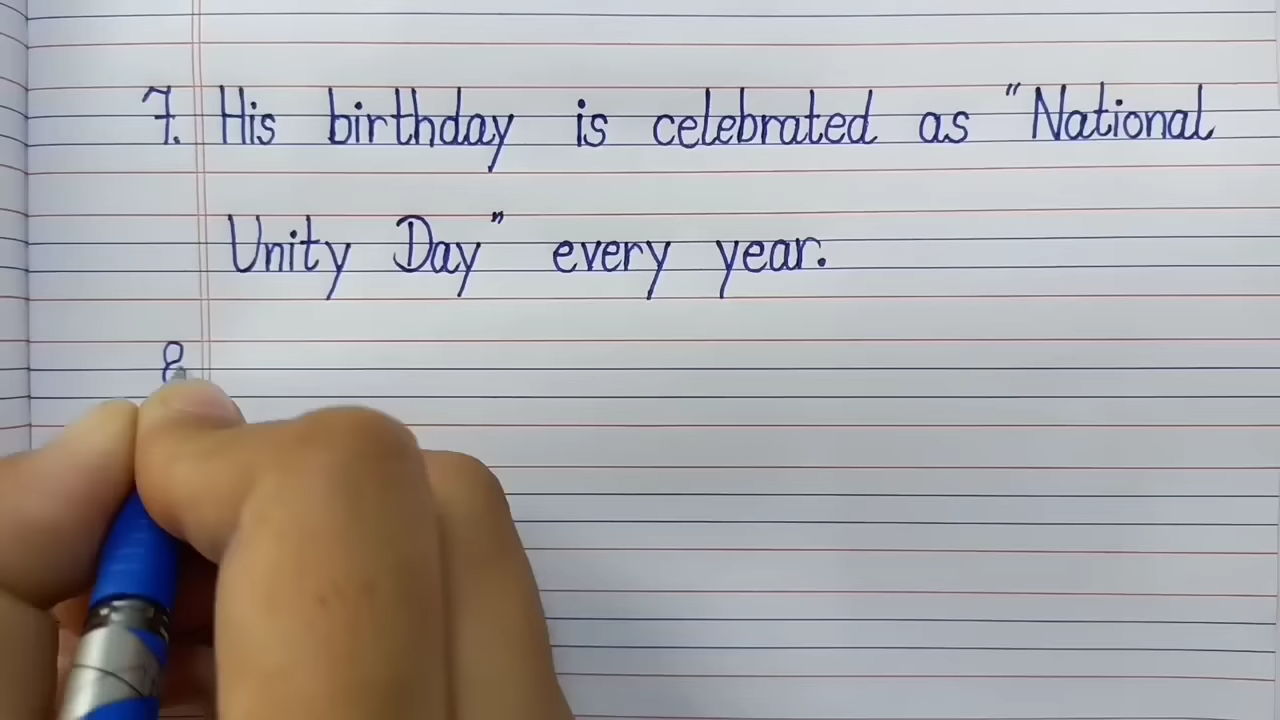 7. His birthday is celebrated as "National
Unity Day" every year.
8